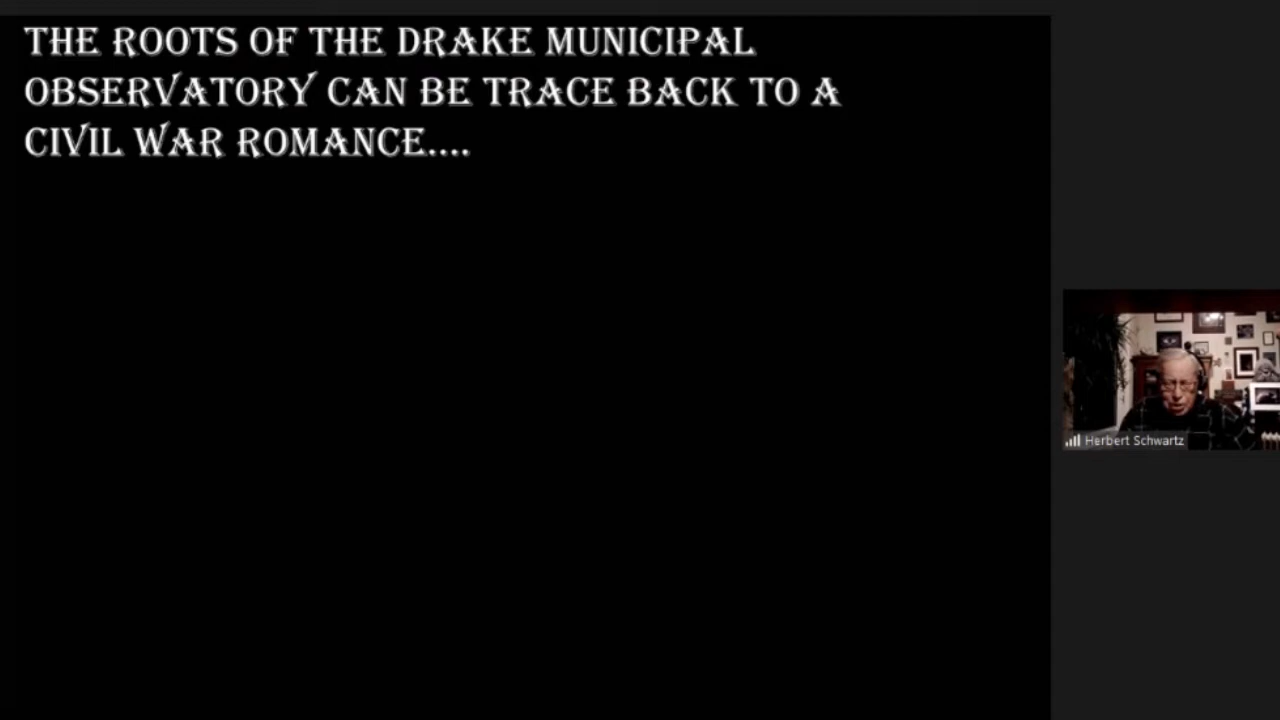 THE ROOTS OF THE DRAKE MUNICIPAL
OBSERVATORY CAN BE TRACE BACK TO A
CIVIL WAR ROMANCE....
Herbert Schwartz